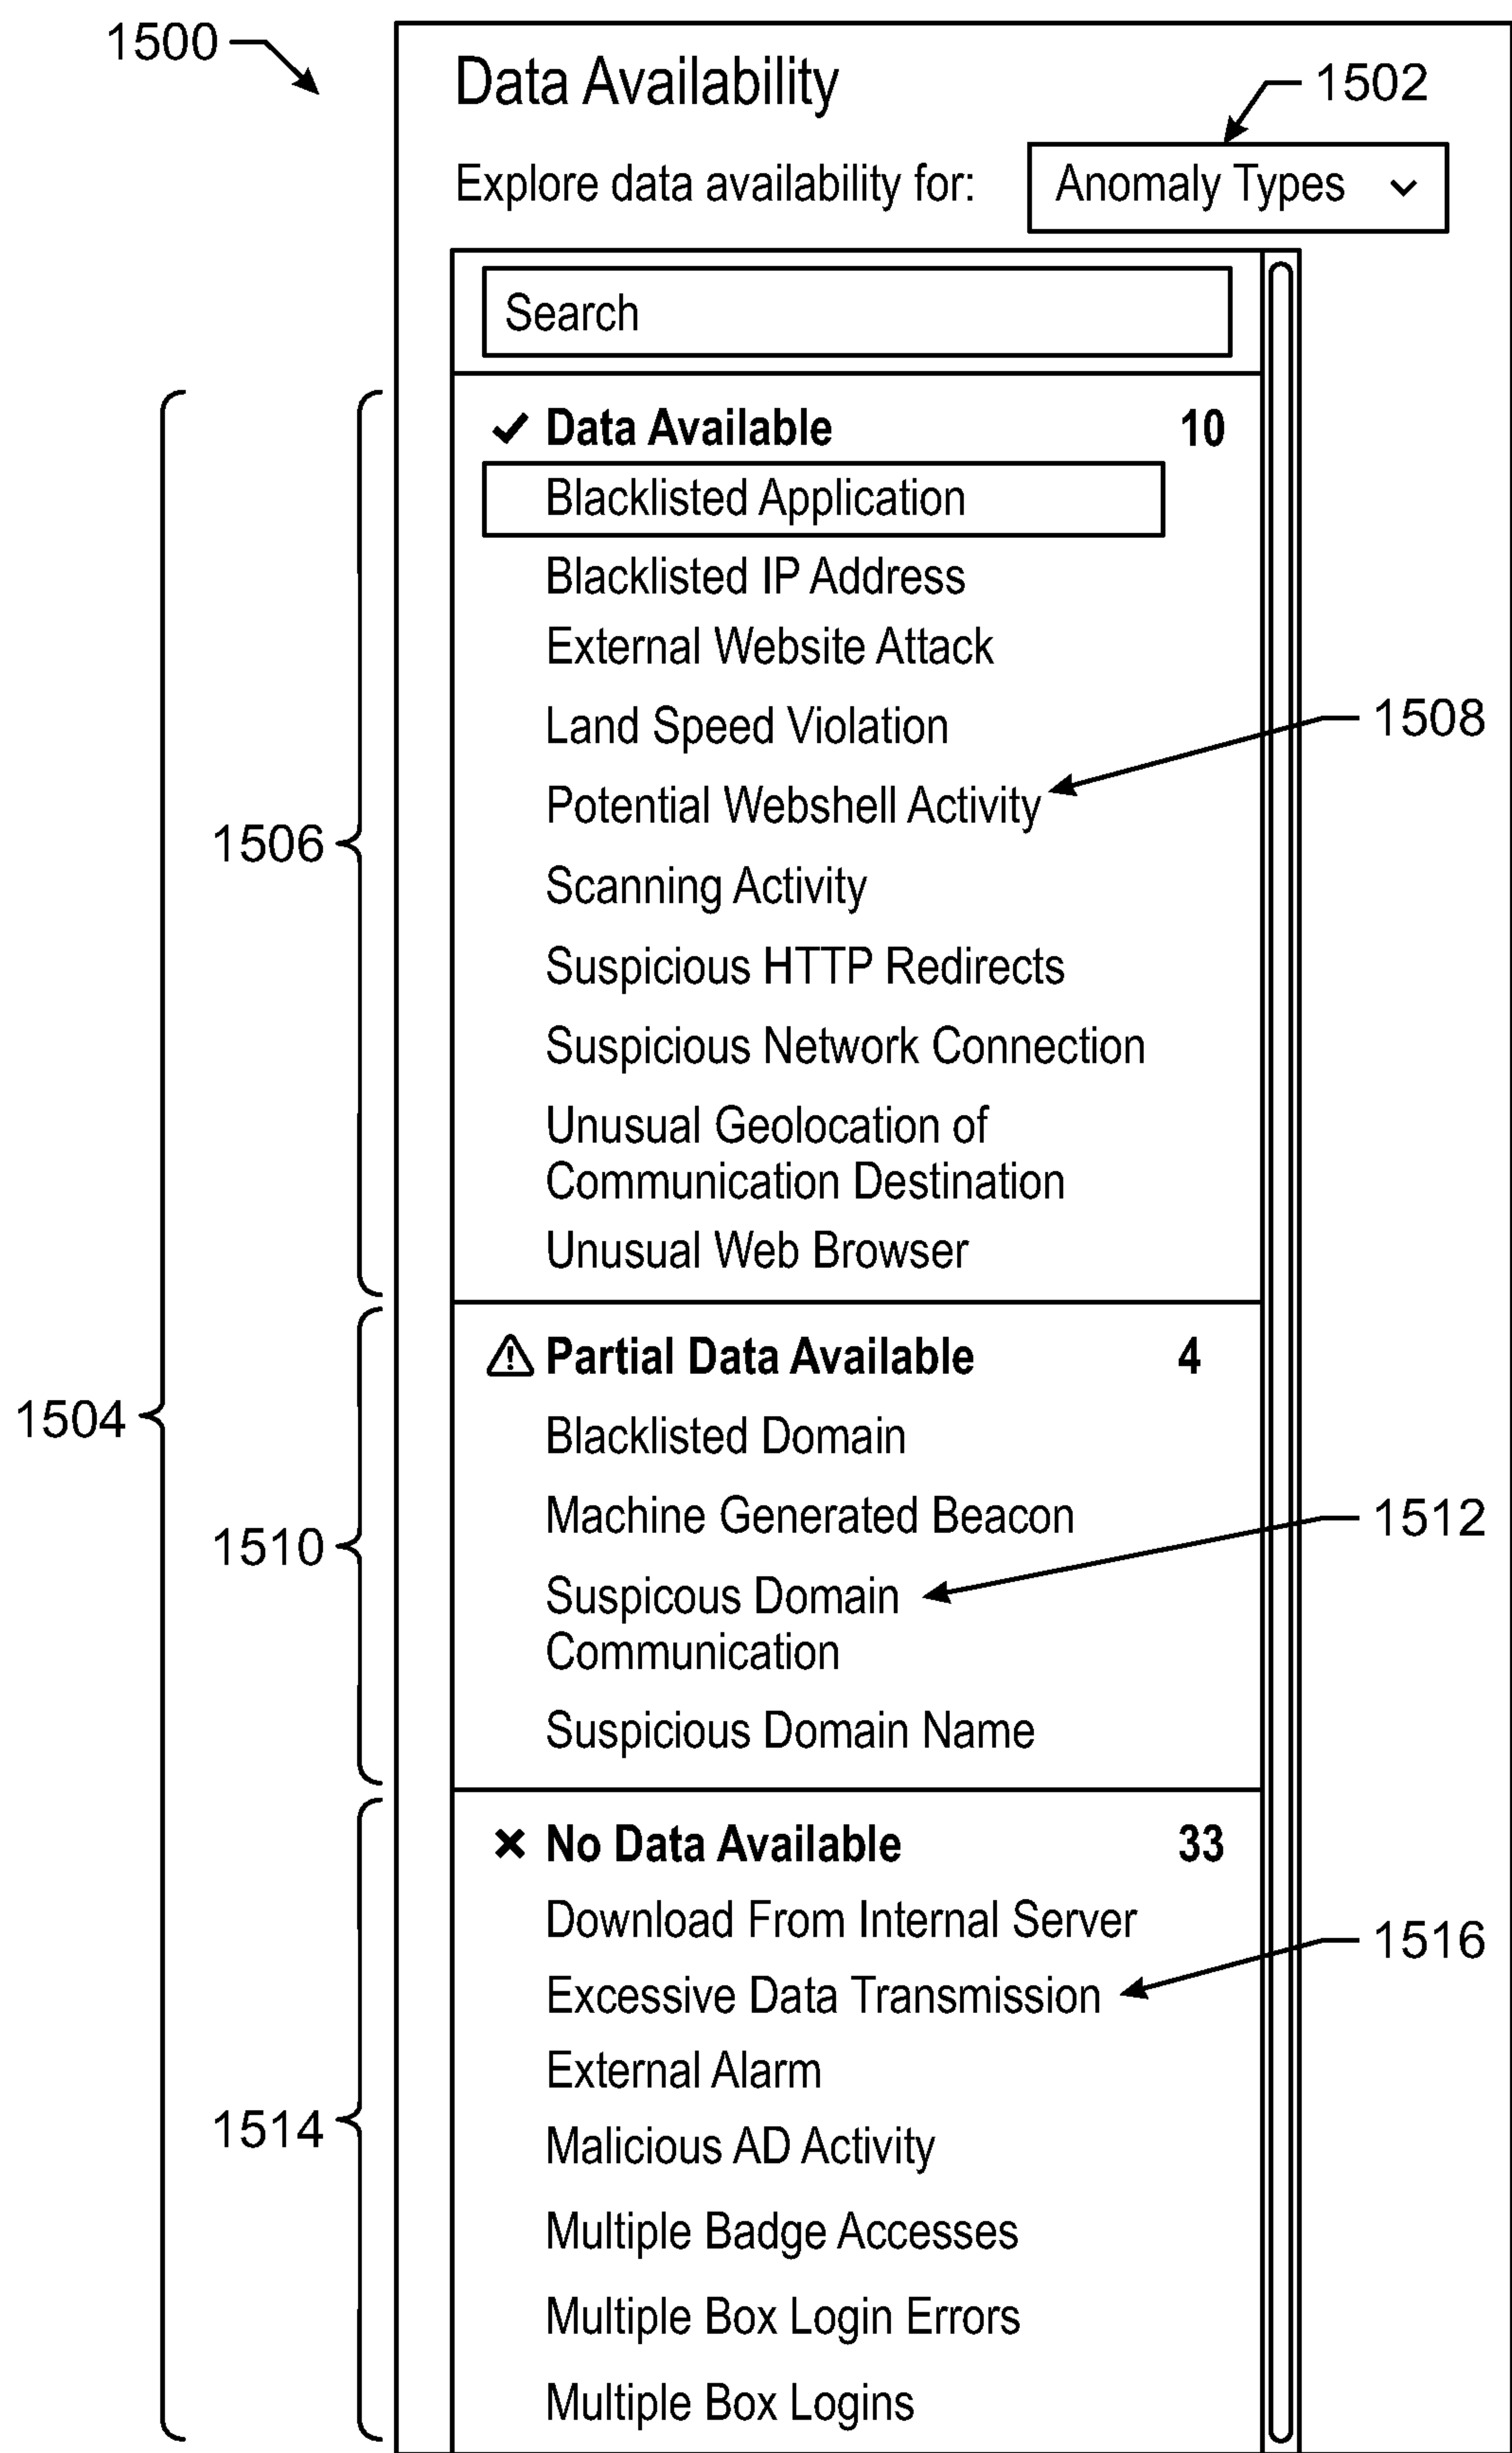 1500
Data Availability
1502
Explore data availability for:
Anomaly Types
Search
Data Available 10
Blacklisted Application
Blacklisted IP Address
External Website Attack
Land Speed Violation
1508
Potential Webshell Activity
1506
Scanning Activity
Suspicious HTTP Redirects
Suspicious Network Connection
Unusual Geolocation of
Communication Destination
Unusual Web Browser
Partial Data Available 4
1504
Blacklisted Domain
Machine Generated Beacon
1512
1510
Suspicous Domain
Communication
Suspicious Domain Name
No Data Available 33
Download From Internal Server
1516
Excessive Data Transmission
External Alarm
1514
Malicious AD Activity
Multiple Badge Accesses
Multiple Box Login Errors
Multiple Box Logins